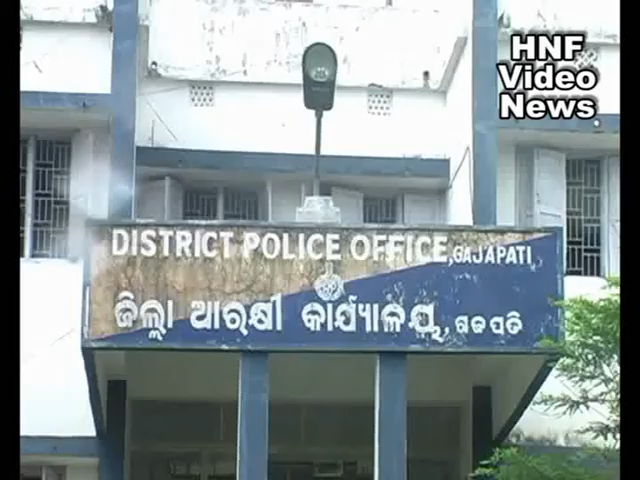 HNF
Video
News
DISTRICT POLICE OFFICE, GAJAPATI
ଜିଲ୍ଲା ଆରକ୍ଷୀ କାର୍ଯ୍ୟାଳୟ, ଗଜପତି